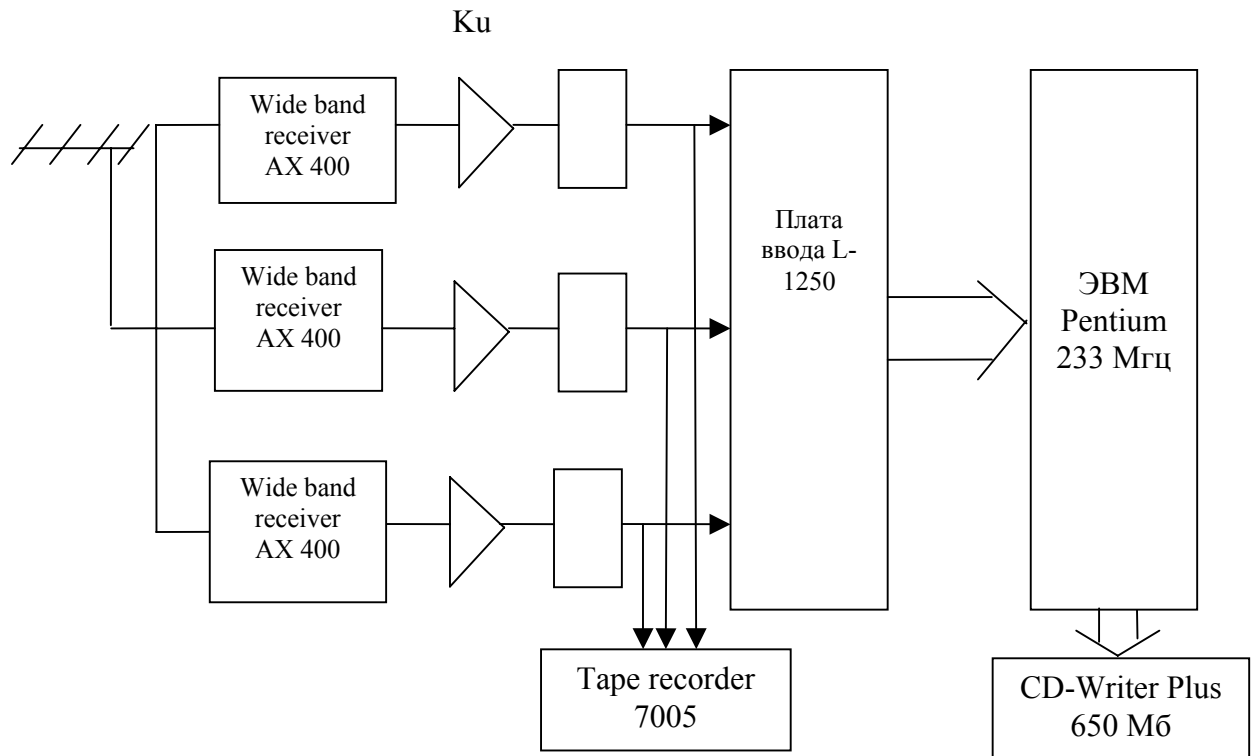 Ku
Wide band
receiver
AX 400
Wide band
receiver
AX 400
Wide band
receiver
AX 400
Плата
ввода L-
1250
ЭВМ
Pentium
233 Мгц
Tape recorder
7005
CD-Writer Plus
650 Мб